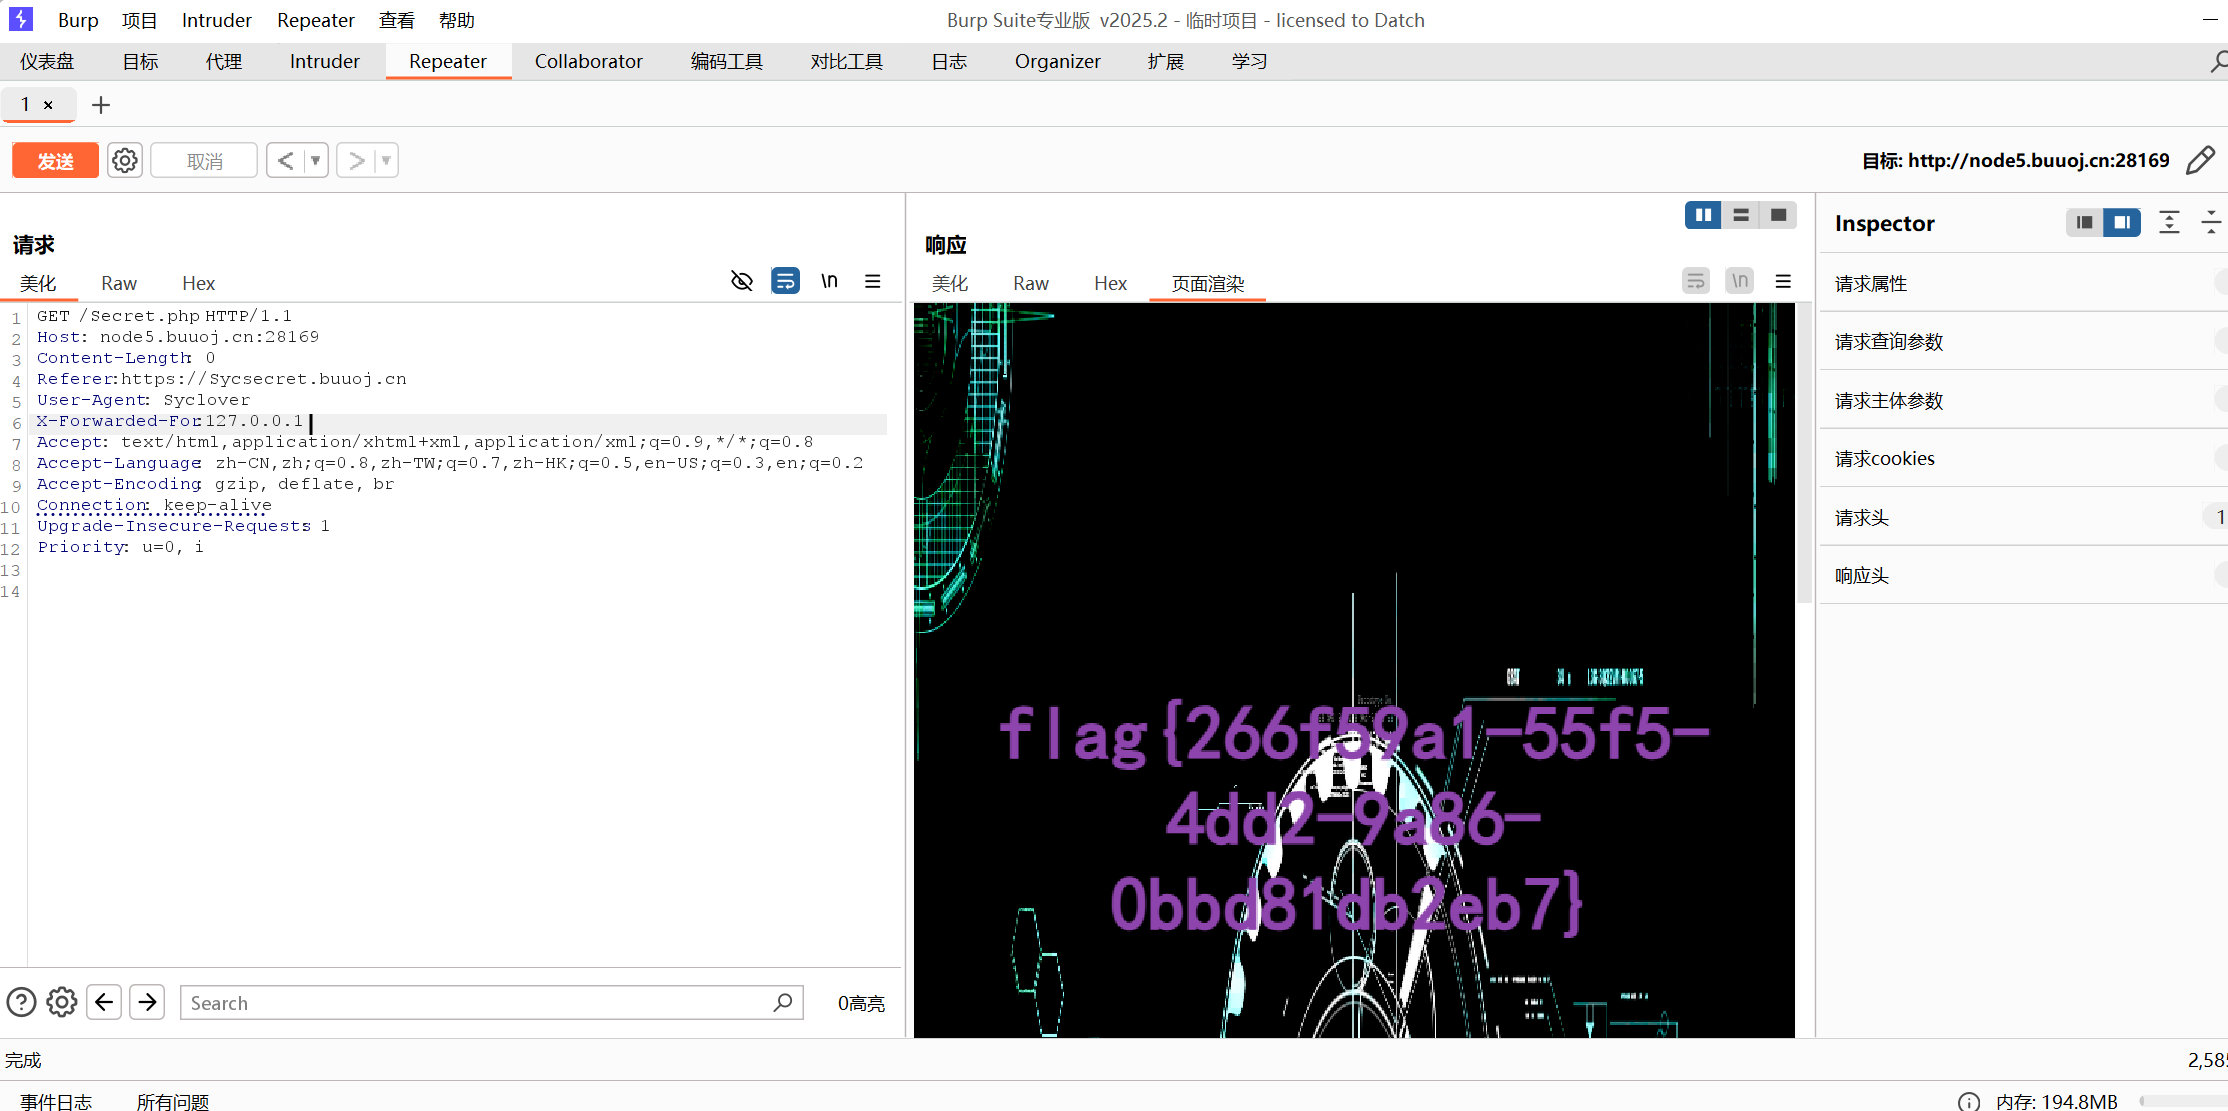 Burp 项目 Intruder Repeater 查看 帮助 Burp Suite专业版 v2025.2 - 临时项目 - licensed to Datch
仪表盘 目标 代理 Intruder Repeater Collaborator 编码工具 对比工具 日志 Organizer 扩展 学习
1 × +
发送 取消 < > 目标: http://node5.buuoj.cn:28169
请求
美化 Raw Hex \n
1 GET /Secret.php HTTP/1.1
2 Host: node5.buuoj.cn:28169
3 Content-Length: 0
4 Referer:https://Sycsecret.buuoj.cn
5 User-Agent: Syclover
6 X-Forwarded-For:127.0.0.1
7 Accept: text/html,application/xhtml+xml,application/xml;q=0.9,*/*;q=0.8
8 Accept-Language: zh-CN,zh;q=0.8,zh-TW;q=0.7,zh-HK;q=0.5,en-US;q=0.3,en;q=0.2
9 Accept-Encoding: gzip, deflate, br
10 Connection: keep-alive
11 Upgrade-Insecure-Requests: 1
12 Priority: u=0, i
13
14
Search 0高亮
响应
美化 Raw Hex 页面渲染 \n
flag{266f59a1-55f5-
4dd2-9a86-
0bbd81db2eb7}
Inspector
请求属性
请求查询参数
请求主体参数
请求cookies
请求头 1
响应头
完成 2,585
事件日志 所有问题 内存: 194.8MB